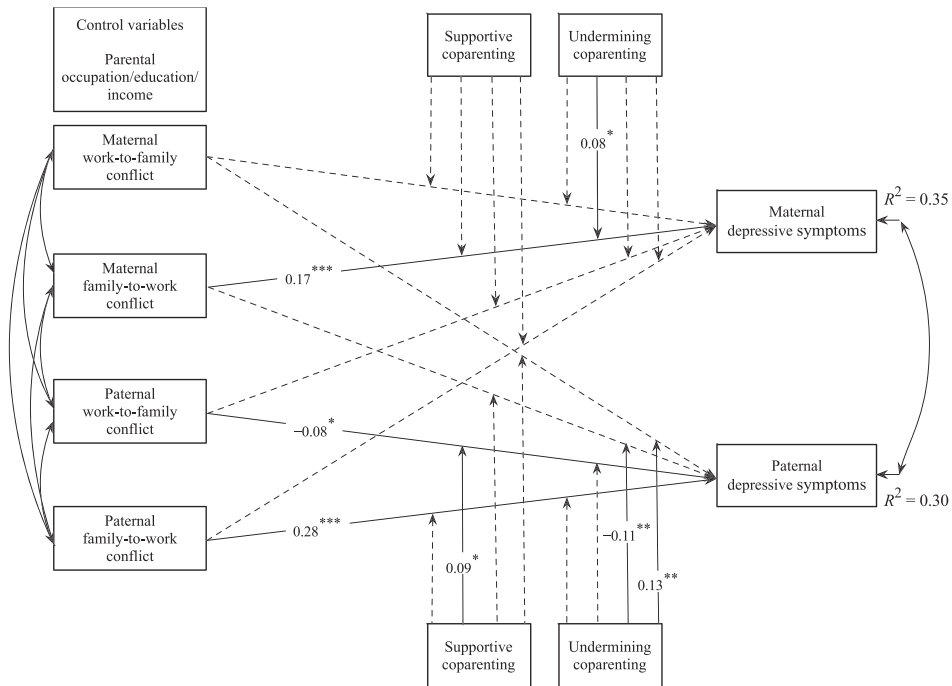 Control variables
Parental
occupation/education/
income
Supportive
coparenting
Undermining
coparenting
Maternal
work-to-family
conflict
0.08*
Maternal
depressive symptoms
R² = 0.35
Maternal
family-to-work
conflict
0.17***
Paternal
work-to-family
conflict
−0.08*
Paternal
depressive symptoms
R² = 0.30
Paternal
family-to-work
conflict
0.28***
0.09*
−0.11**
0.13**
Supportive
coparenting
Undermining
coparenting